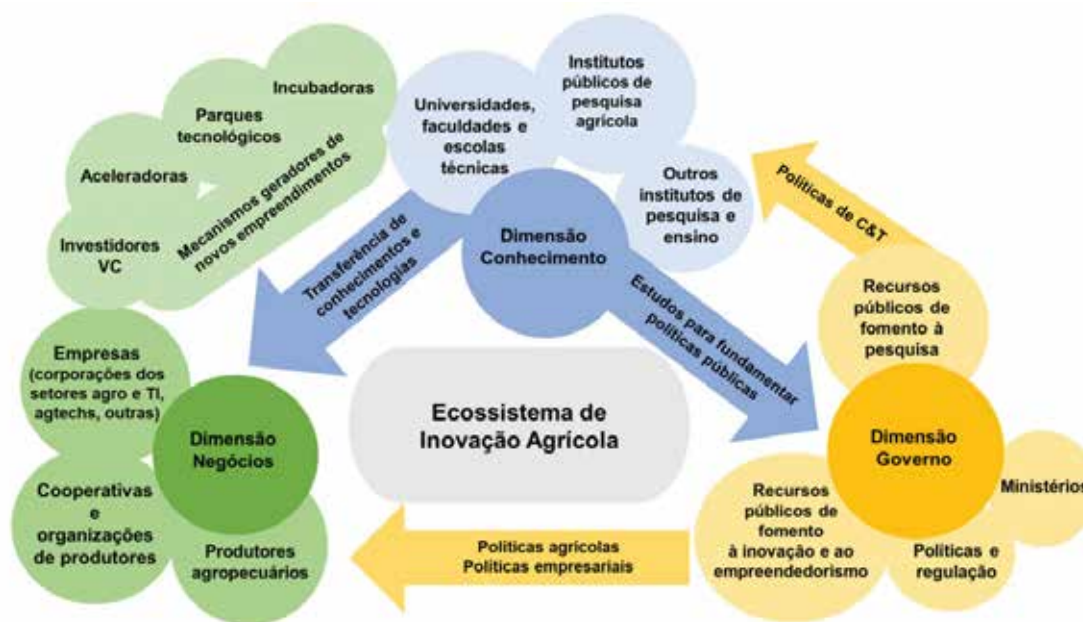 Incubadoras
Parques
tecnológicos
Aceleradoras
Investidores
VC
Mecanismos geradores de
novos empreendimentos
Universidades,
faculdades e
escolas
técnicas
Institutos
públicos de
pesquisa
agrícola
Outros
institutos de
pesquisa e
ensino
Dimensão
Conhecimento
Transferência de
conhecimentos e
tecnologias
Estudos para fundamentar
políticas públicas
Políticas de C&T
Recursos
públicos de
fomento à
pesquisa
Empresas
(corporações dos
setores agro e TI,
agtechs, outras)
Dimensão
Negócios
Cooperativas
e
organizações
de produtores
Produtores
agropecuários
Ecossistema de
Inovação Agrícola
Dimensão
Governo
Ministérios
Recursos
públicos de
fomento
à inovação e ao
empreendedorismo
Políticas e
regulação
Políticas agrícolas
Políticas empresariais